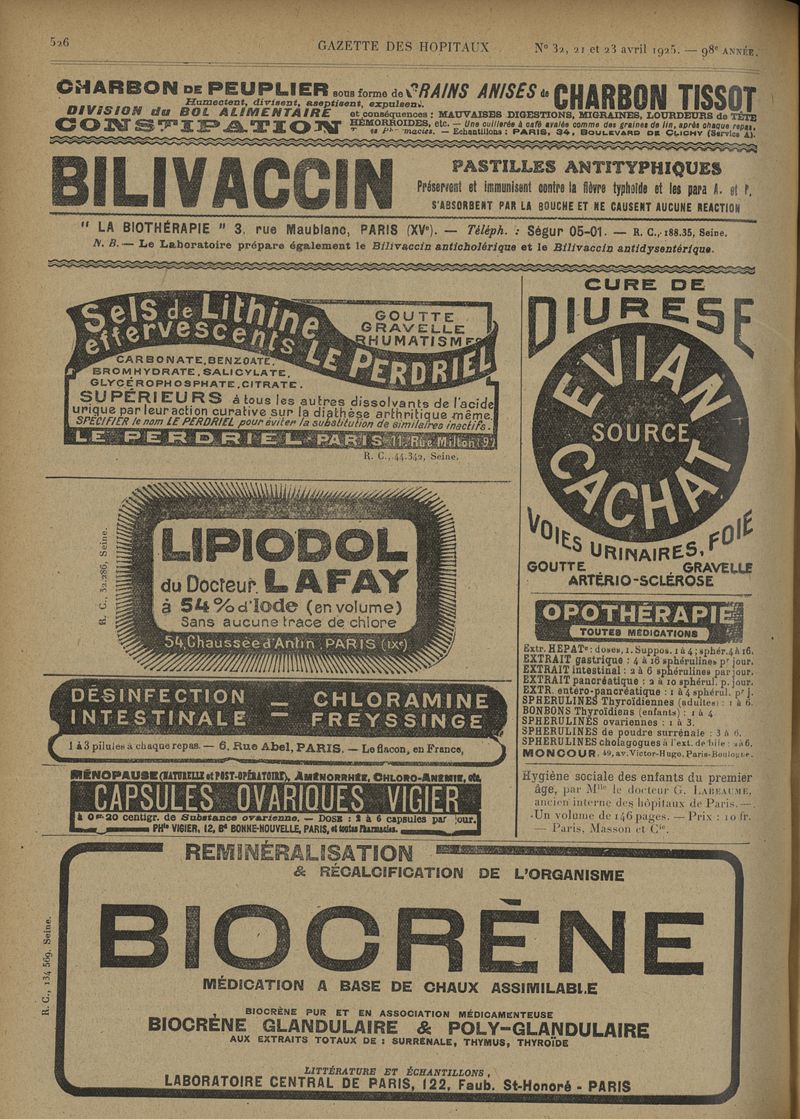 526
GAZETTE DES HOPITAUX
N° 32, 21 et 23 avril 1925. — 98e ANNÉE.
CHARBON DE PEUPLIER sous forme de GRAINS ANISÉS de CHARBON TISSOT
Humectent, divisent, aseptisent, expulsent.
DIVISION du BOL ALIMENTAIRE
et conséquences: MAUVAISES DIGESTIONS, MIGRAINES, LOURDEURS de TÊTE
CONSTIPATION HÉMORROIDES, etc. — Une cuillerée à café avalée comme des graines de lin, après chaque repas.
macies. — Echantillons: PARIS, 34, BOULEVARD DE CLICHY (Service A).
BILIVACCIN
PASTILLES ANTITYPHIQUES
Préservent et immunisent contre la fièvre typhoïde et les para A. et B.
S'ABSORBENT PAR LA BOUCHE ET NE CAUSENT AUCUNE REACTION
" LA BIOTHÉRAPIE " 3, rue Maublanc, PARIS (XVe). — Téléph. : Ségur 05-01. — R. C., 188.35, Seine.
N. B. — Le Laboratoire prépare également le Bilivaccin anticholérique et le Bilivaccin antidysentérique.
Sels de Lithine
effervescents LE PERDRIEL
GOUTTE
GRAVELLE
RHUMATISME
CARBONATE, BENZOATE,
BROMHYDRATE, SALICYLATE,
GLYCÉROPHOSPHATE, CITRATE.
SUPÉRIEURS à tous les autres dissolvants de l'acide
urique par leur action curative sur la diathèse arthritique même.
SPÉCIFIER le nom LE PERDRIEL pour éviter la substitution de similaires inactifs.
LE PERDRIEL - PARIS 11, Rue Milton (9e)
R. C., 44.342, Seine.
R. C., 32.286, Seine.
LIPIODOL
du Docteur LAFAY
à 54% d'Iode (en volume)
Sans aucune trace de chlore
54, Chaussée d'Antin, PARIS (IXe)
DÉSINFECTION = CHLORAMINE
INTESTINALE = FREYSSINGE
1 à 3 pilules à chaque repas. — 6, Rue Abel, PARIS. — Le flacon, en France,
MÉNOPAUSE (NATURELLE et POST-OPÉRATOIRE), AMÉNORRHÉE, CHLORO-ANÉMIE, etc.
CAPSULES OVARIQUES VIGIER
à 0 gr. 20 centigr. de Substance ovarienne. — DOSE : 2 à 6 capsules par jour.
PHie VIGIER, 12, Bd BONNE-NOUVELLE, PARIS, et toutes Pharmacies.
CURE DE
DIURESE
EVIAN
SOURCE
CACHAT
VOIES URINAIRES, FOIE
GOUTTE GRAVELLE
ARTÉRIO-SCLÉROSE
OPOTHÉRAPIE
TOUTES MÉDICATIONS
Extr. HEPATe: doses, 1. Suppos. 1 à 4; sphér. 4 à 16.
EXTRAIT gastrique : 4 à 16 sphérulines pr jour.
EXTRAIT intestinal : 2 à 6 sphérulines par jour.
EXTRAIT pancréatique : 2 à 10 sphérul. p. jour.
EXTR. entéro-pancréatique : 1 à 4 sphérul. pr j.
SPHERULINES Thyroïdiennes (adultes) : 1 à 6.
BONBONS Thyroïdiens (enfants) : 1 à 4
SPHERULINES ovariennes : 1 à 3.
SPHERULINES de poudre surrénale : 3 à 6.
SPHERULINES cholagogues à l'ext. de bile : 2 à 6.
MONCOUR. 49, av. Victor-Hugo, Paris-Boulogne.
Hygiène sociale des enfants du premier
âge, par Mlle le docteur G. LABEAUME,
ancien interne des hôpitaux de Paris. —
Un volume de 146 pages. — Prix : 10 fr.
— Paris, Masson et Cie.
R. C., 134 569, Seine.
REMINÉRALISATION
& RÉCALCIFICATION DE L'ORGANISME
BIOCRÈNE
MÉDICATION A BASE DE CHAUX ASSIMILABLE
BIOCRÈNE PUR ET EN ASSOCIATION MÉDICAMENTEUSE
BIOCRÈNE GLANDULAIRE & POLY-GLANDULAIRE
AUX EXTRAITS TOTAUX DE : SURRÉNALE, THYMUS, THYROÏDE
LITTÉRATURE ET ÉCHANTILLONS,
LABORATOIRE CENTRAL DE PARIS, 122, Faub. St-Honoré - PARIS